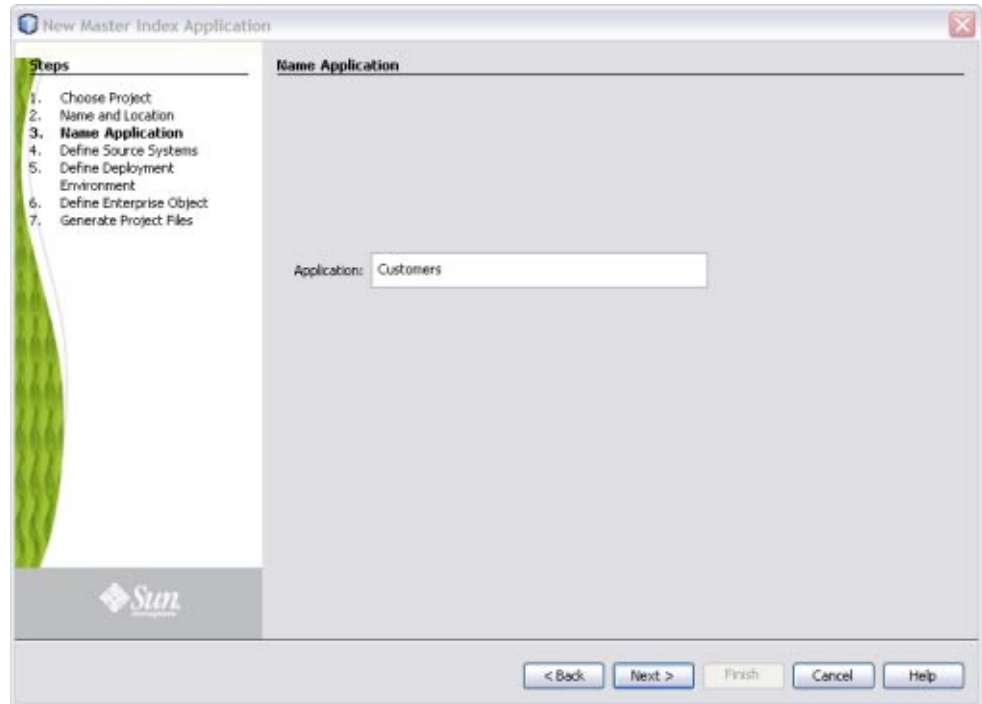 New Master Index Application
Steps
1. Choose Project
2. Name and Location
3. Name Application
4. Define Source Systems
5. Define Deployment
Environment
6. Define Enterprise Object
7. Generate Project Files
Name Application
Application: Customers
Sun
< Back Next > Finish Cancel Help